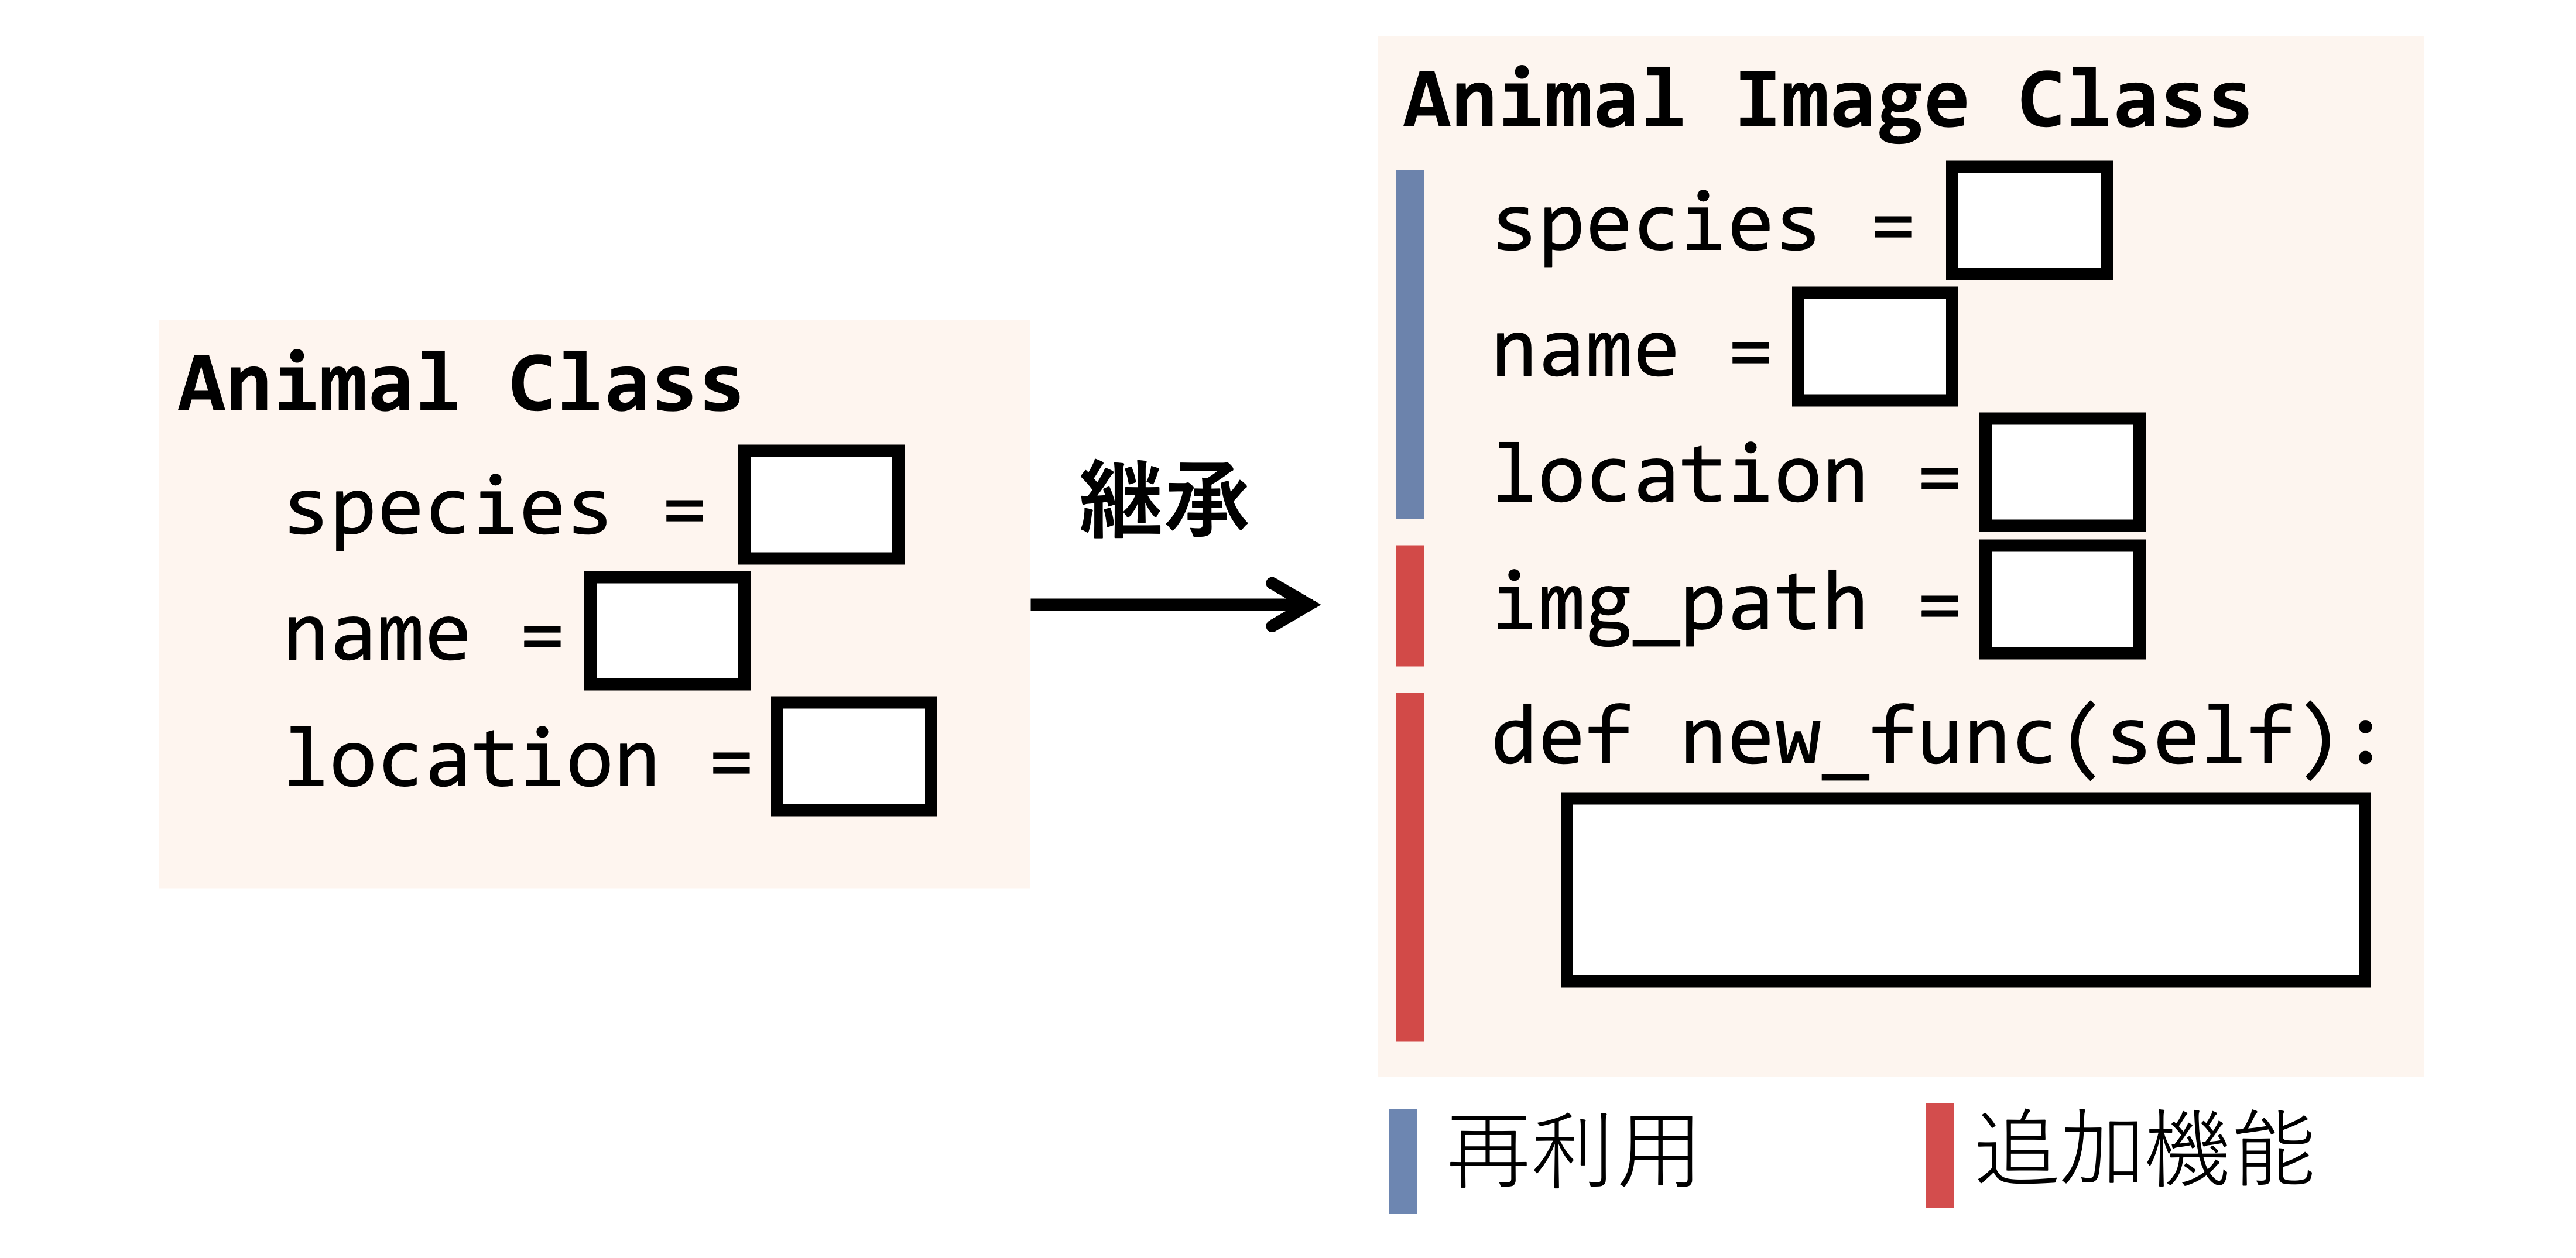 Animal Class
species =
name =
location =
継承
Animal Image Class
species =
name =
location =
img_path =
def new_func(self):
再利用
追加機能